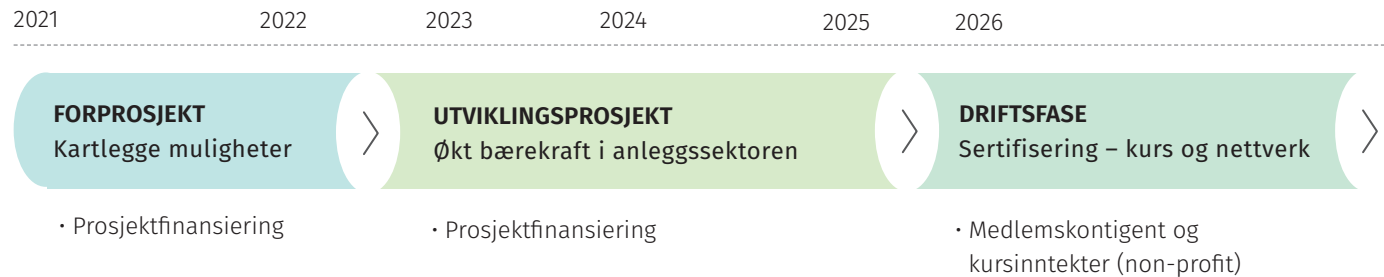 2021 2022 2023 2024 2025 2026
FORPROSJEKT
Kartlegge muligheter
UTVIKLINGSPROSJEKT
Økt bærekraft i anleggssektoren
DRIFTSFASE
Sertifisering – kurs og nettverk
· Prosjektfinansiering
· Prosjektfinansiering
· Medlemskontigent og
kursinntekter (non-profit)